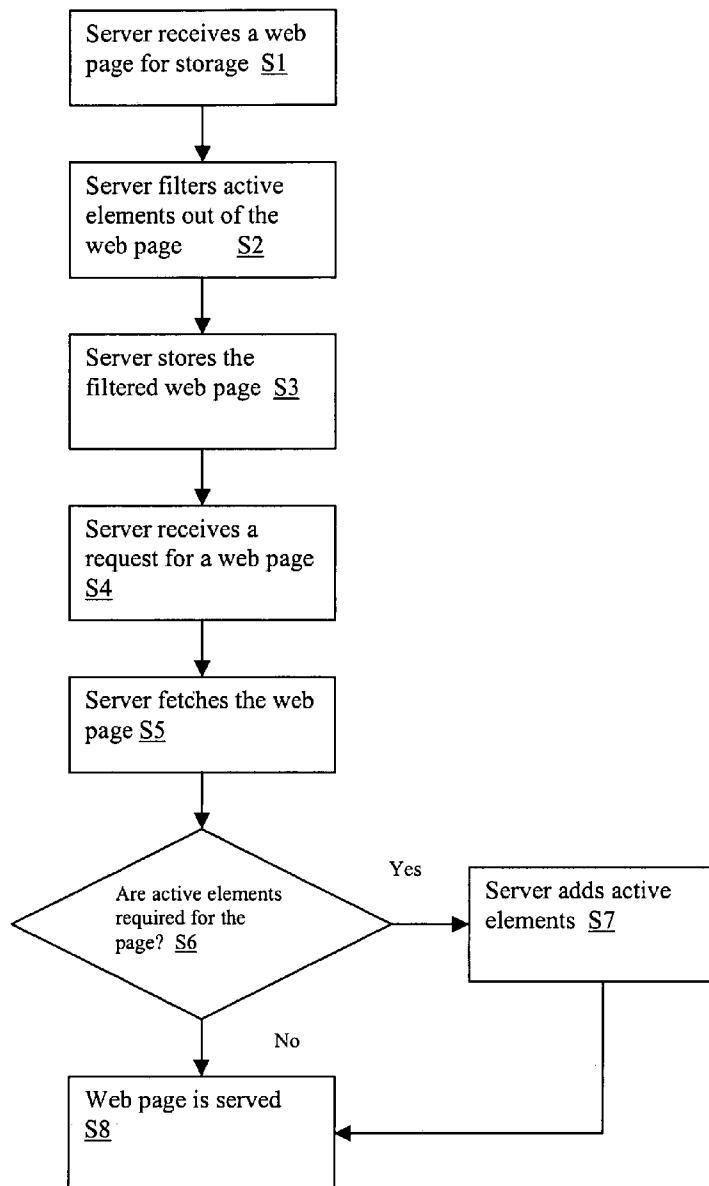 Server receives a web
page for storage S1
Server filters active
elements out of the
web page S2
Server stores the
filtered web page S3
Server receives a
request for a web page
S4
Server fetches the web
page S5
Are active elements
required for the
page? S6
Yes
Server adds active
elements S7
No
Web page is served
S8